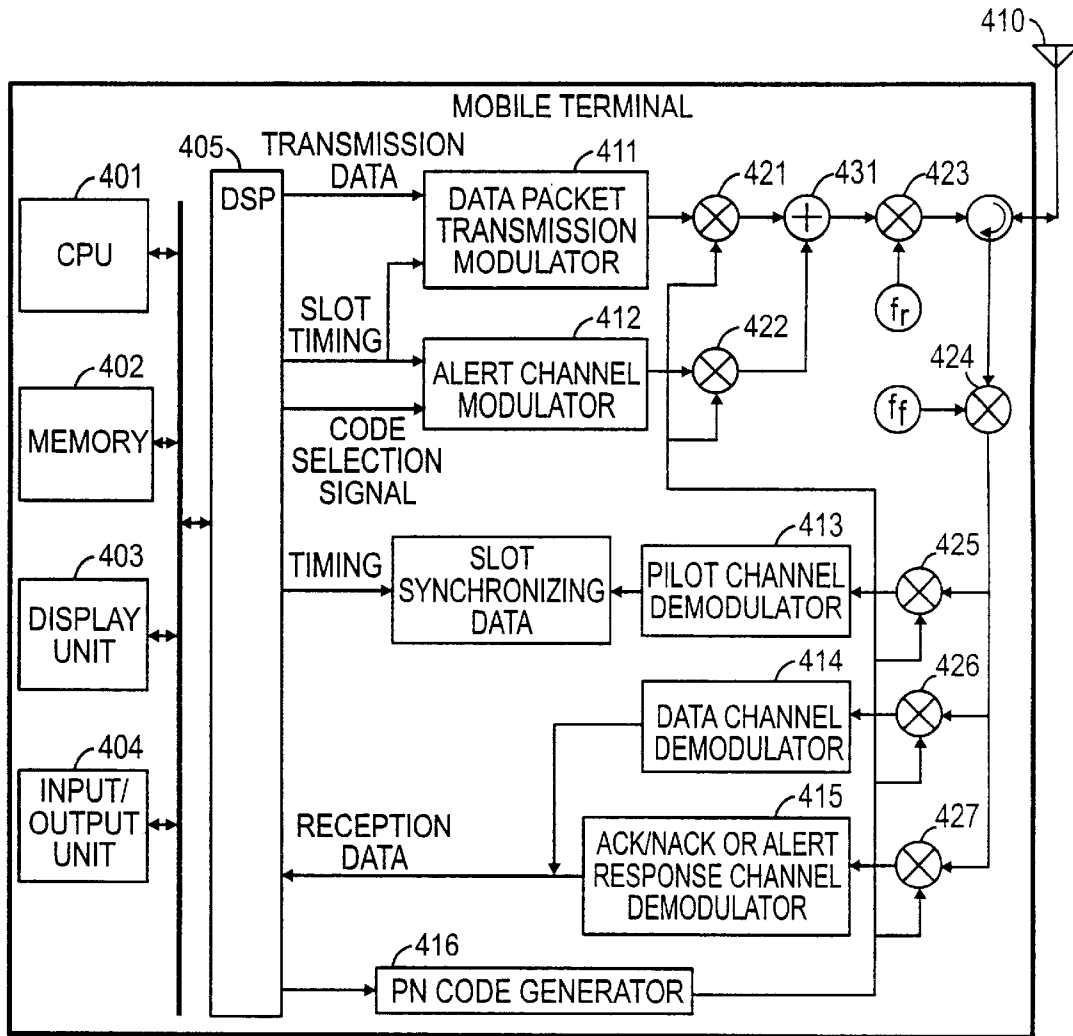 410
MOBILE TERMINAL
405
TRANSMISSION
DATA
411
421
431
423
401
DSP
DATA PACKET
TRANSMISSION
MODULATOR
CPU
fr
SLOT
TIMING
412
422
402
424
ALERT CHANNEL
MODULATOR
ff
MEMORY
CODE
SELECTION
SIGNAL
413
425
403
TIMING
SLOT
SYNCHRONIZING
DATA
PILOT CHANNEL
DEMODULATOR
DISPLAY
UNIT
414
426
DATA CHANNEL
DEMODULATOR
404
415
427
INPUT/
OUTPUT
UNIT
RECEPTION
DATA
ACK/NACK OR ALERT
RESPONSE CHANNEL
DEMODULATOR
416
PN CODE GENERATOR